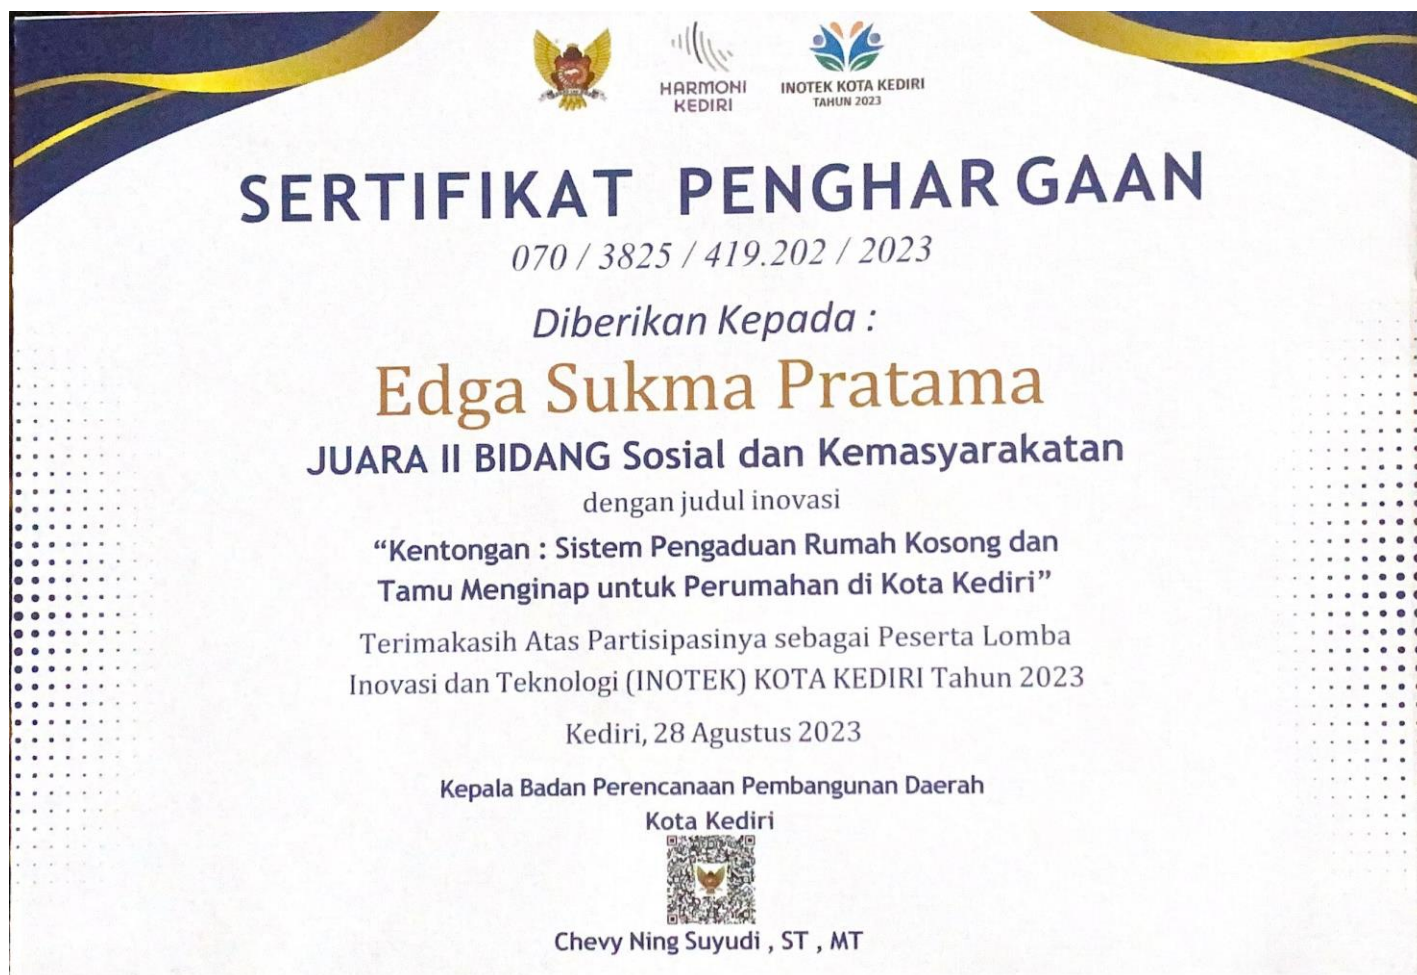 HARMONI
KEDIRI
INOTEK KOTA KEDIRI
TAHUN 2023
SERTIFIKAT PENGHARGAAN
070 / 3825 / 419.202 / 2023
Diberikan Kepada :
Edga Sukma Pratama
JUARA II BIDANG Sosial dan Kemasyarakatan
dengan judul inovasi
“Kentongan : Sistem Pengaduan Rumah Kosong dan
Tamu Menginap untuk Perumahan di Kota Kediri”
Terimakasih Atas Partisipasinya sebagai Peserta Lomba
Inovasi dan Teknologi (INOTEK) KOTA KEDIRI Tahun 2023
Kediri, 28 Agustus 2023
Kepala Badan Perencanaan Pembangunan Daerah
Kota Kediri
Chevy Ning Suyudi , ST , MT